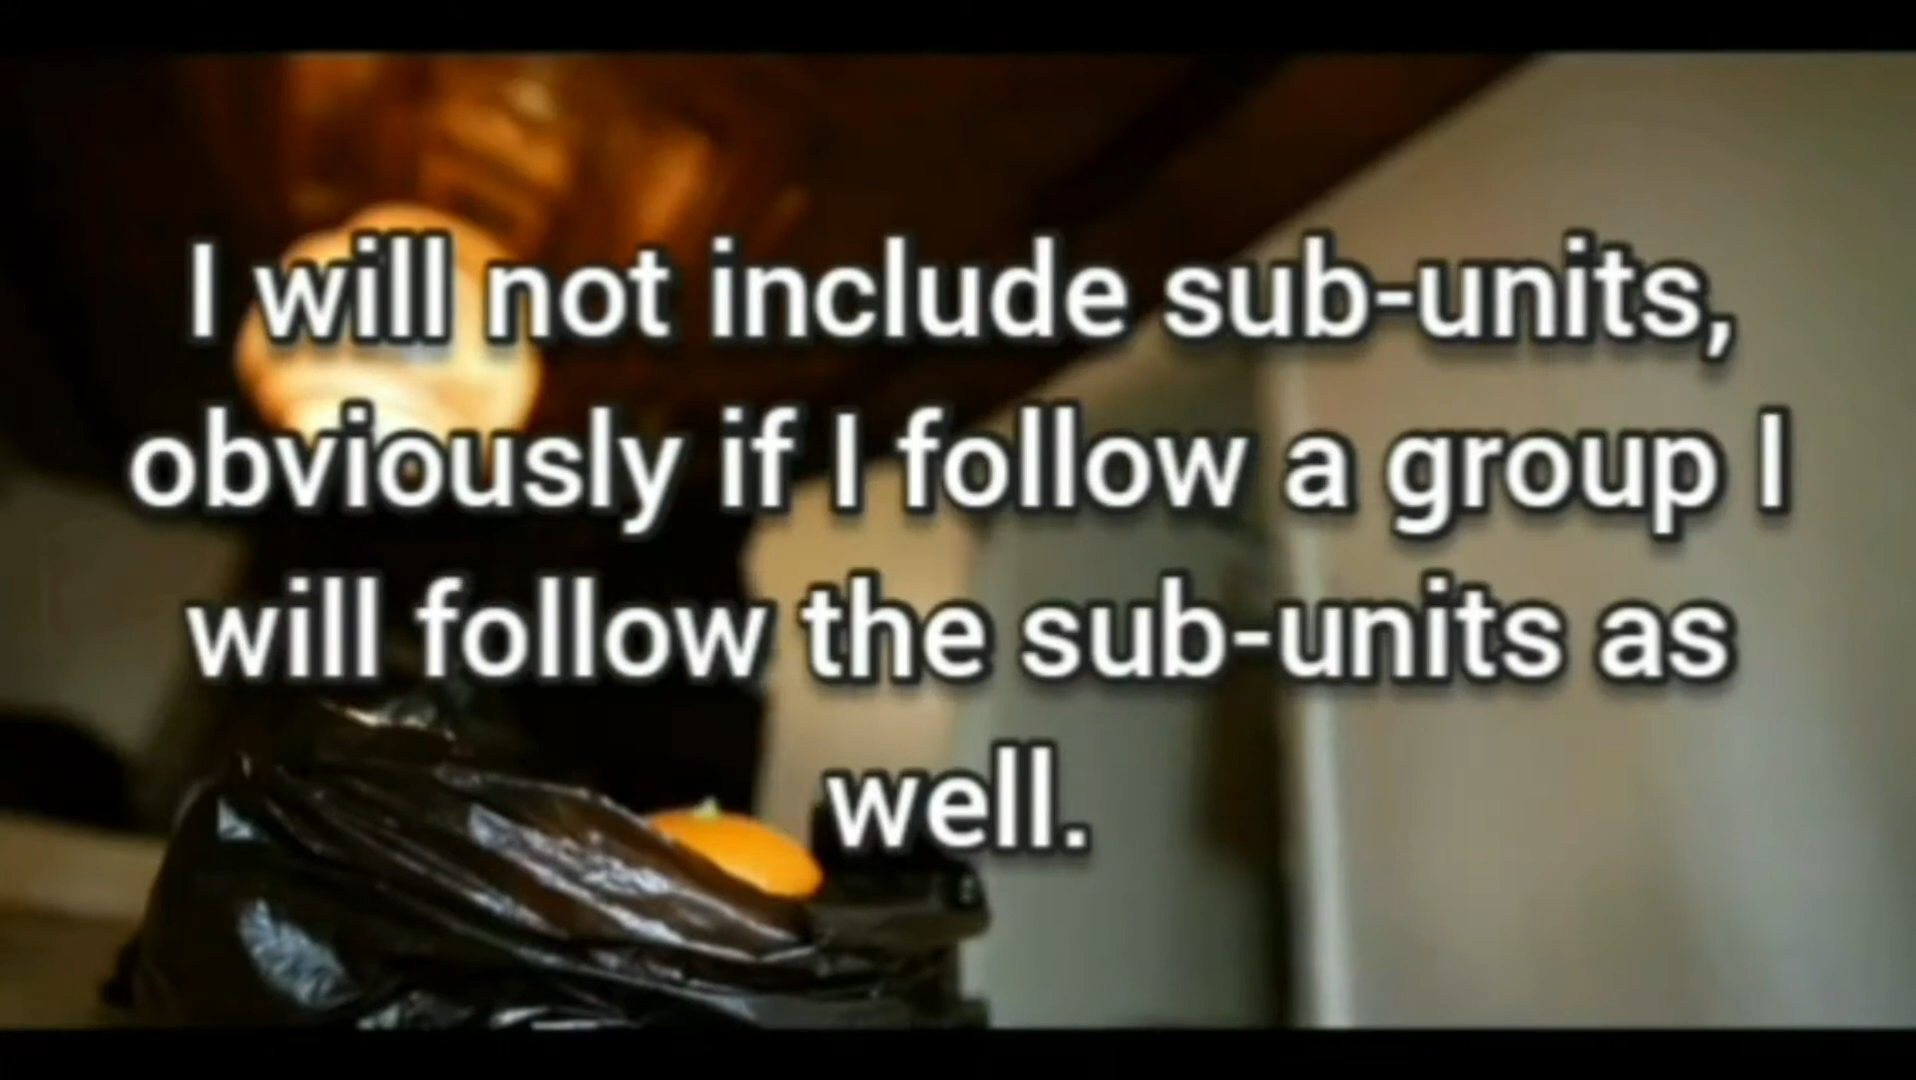 I will not include sub-units,
obviously if I follow a group I
will follow the sub-units as
well.